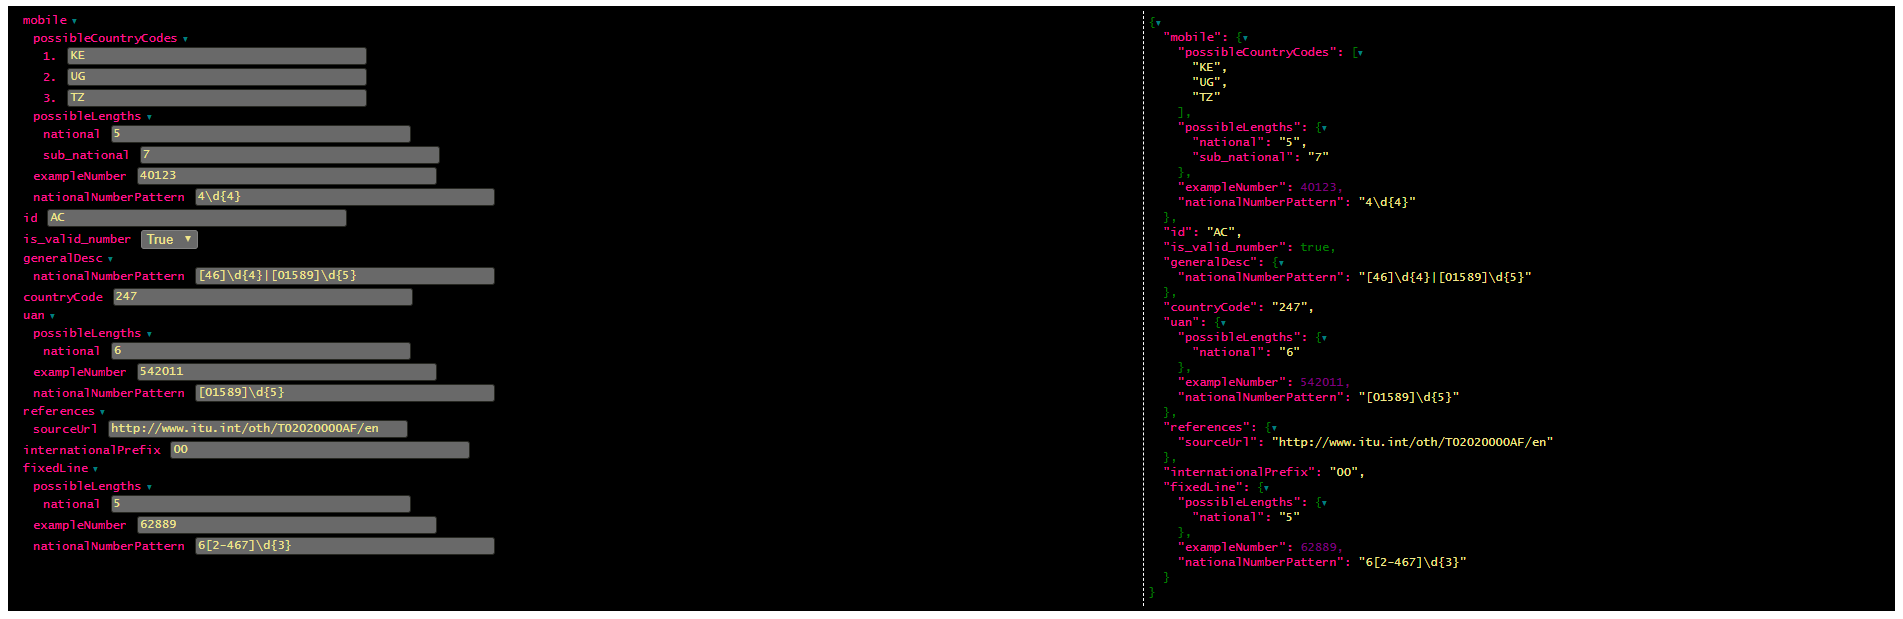 mobile
possibleCountryCodes
1. KE
2. UG
3. TZ
possibleLengths
national 5
sub_national 7
exampleNumber 40123
nationalNumberPattern 4\d{4}
id AC
is_valid_number True
generalDesc
nationalNumberPattern [46]\d{4}|[01589]\d{5}
countryCode 247
uan
possibleLengths
national 6
exampleNumber 542011
nationalNumberPattern [01589]\d{5}
references
sourceUrl http://www.itu.int/oth/T02020000AF/en
internationalPrefix 00
fixedLine
possibleLengths
national 5
exampleNumber 62889
nationalNumberPattern 6[2-467]\d{3}
{
"mobile": {
"possibleCountryCodes": [
"KE",
"UG",
"TZ"
],
"possibleLengths": {
"national": "5",
"sub_national": "7"
},
"exampleNumber": 40123,
"nationalNumberPattern": "4\d{4}"
},
"id": "AC",
"is_valid_number": true,
"generalDesc": {
"nationalNumberPattern": "[46]\d{4}|[01589]\d{5}"
},
"countryCode": "247",
"uan": {
"possibleLengths": {
"national": "6"
},
"exampleNumber": 542011,
"nationalNumberPattern": "[01589]\d{5}"
},
"references": {
"sourceUrl": "http://www.itu.int/oth/T02020000AF/en"
},
"internationalPrefix": "00",
"fixedLine": {
"possibleLengths": {
"national": "5"
},
"exampleNumber": 62889,
"nationalNumberPattern": "6[2-467]\d{3}"
}
}